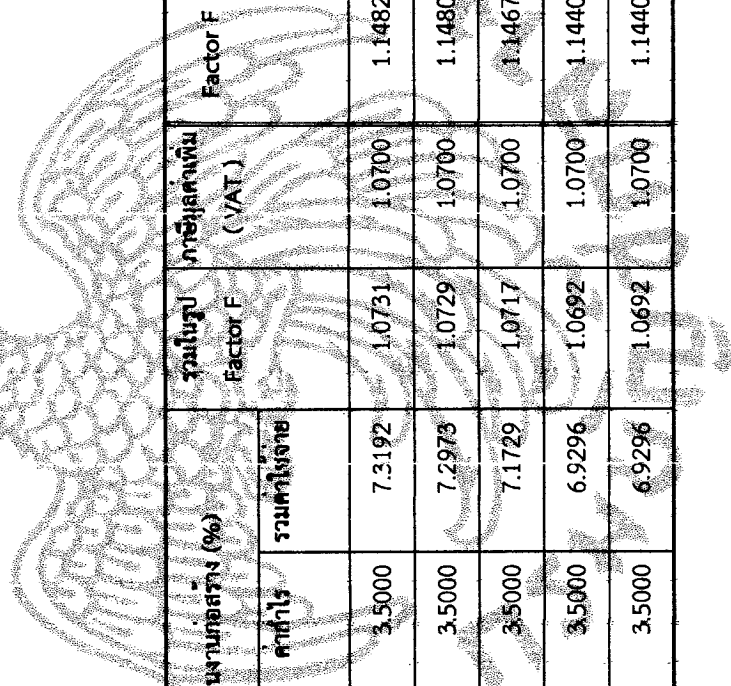 นงานก่อสร้าง (%) รวมในรูป ภาษีมูลค่าเพิ่ม Factor F
Factor F ( VAT )
ค่ากำไร รวมค่าใช้จ่าย
3.5000 7.3192 1.0731 1.0700 1.1482
3.5000 7.2973 1.0729 1.0700 1.1480
3.5000 7.1729 1.0717 1.0700 1.1467
3.5000 6.9296 1.0692 1.0700 1.1440
3.5000 6.9296 1.0692 1.0700 1.1440